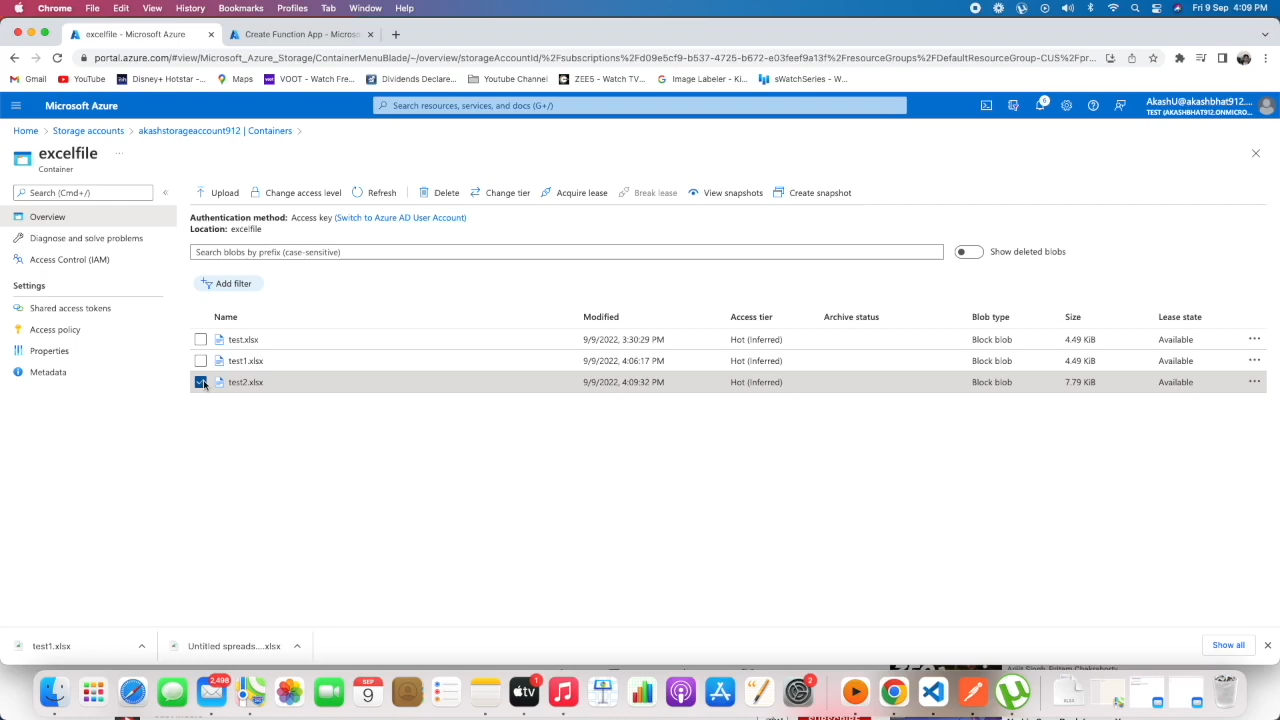 Chrome File Edit View History Bookmarks Profiles Tab Window Help Fri 9 Sep 4:09 PM
excelfile - Microsoft Azure Create Function App - Microso
portal.azure.com/#view/Microsoft_Azure_Storage/ContainerMenuBlade/~/overview/storageAccountId/%2Fsubscriptions%2Fd09e5cf9-b537-4725-b672-e03feef9a13f%2FresourceGroups%2FDefaultResourceGroup-CUS%2Fpr...
Gmail YouTube Disney+ Hotstar -... Maps VOOT - Watch Fre... Dividends Declare... Youtube Channel ZEE5 - Watch TV... Image Labeler - Ki... sWatchSeries - W...
Microsoft Azure Search resources, services, and docs (G+/) 6 AkashU@akashbhat912....
TEST (AKASHBHAT912.ONMICRO...
Home > Storage accounts > akashstorageaccount912 | Containers >
excelfile ...
Container
Search (Cmd+/) «
Upload Change access level Refresh Delete Change tier Acquire lease Break lease View snapshots Create snapshot
Overview
Diagnose and solve problems
Access Control (IAM)
Settings
Shared access tokens
Access policy
Properties
Metadata
Authentication method: Access key (Switch to Azure AD User Account)
Location: excelfile
Search blobs by prefix (case-sensitive) Show deleted blobs
Add filter
Name Modified Access tier Archive status Blob type Size Lease state
test.xlsx 9/9/2022, 3:30:29 PM Hot (Inferred) Block blob 4.49 KiB Available ...
test1.xlsx 9/9/2022, 4:06:17 PM Hot (Inferred) Block blob 4.49 KiB Available ...
test2.xlsx 9/9/2022, 4:09:32 PM Hot (Inferred) Block blob 7.79 KiB Available ...
test1.xlsx Untitled spreads....xlsx Show all
2,498 SEP 9 tv 1 2